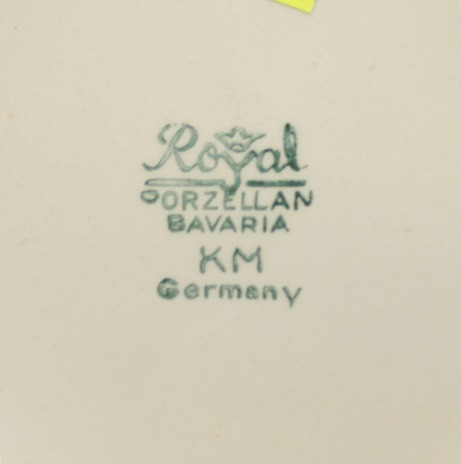 Royal
PORZELLAN
BAVARIA
KM
Germany